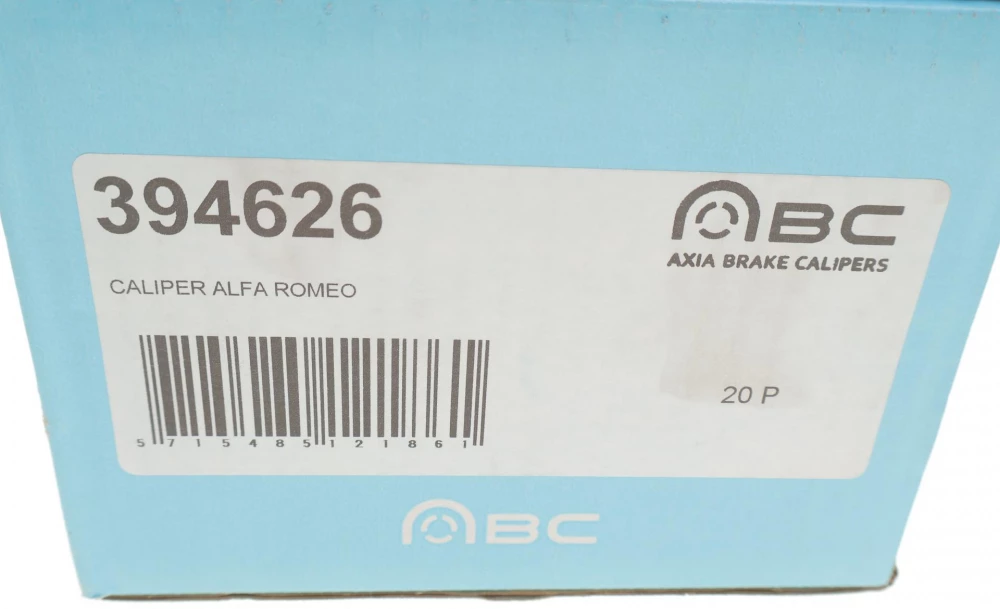 394626
ABC
AXIA BRAKE CALIPERS
CALIPER ALFA ROMEO
20 P
5 715485 121861
ABC